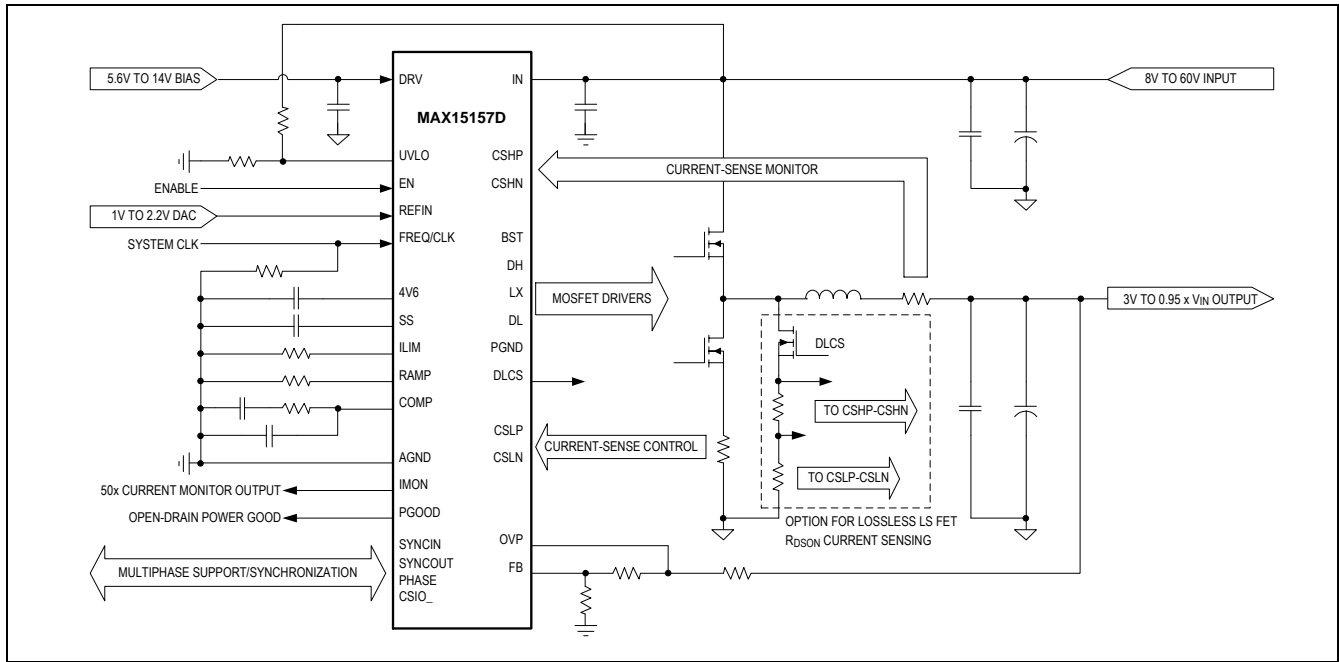 5.6V TO 14V BIAS
DRV
IN
8V TO 60V INPUT
MAX15157D
UVLO
CSHP
CURRENT-SENSE MONITOR
CSHN
EN
ENABLE
REFIN
1V TO 2.2V DAC
FREQ/CLK
SYSTEM CLK
BST
DH
4V6
LX
MOSFET DRIVERS
3V TO 0.95 x VIN OUTPUT
SS
DL
ILIM
PGND
DLCS
RAMP
DLCS
COMP
TO CSHP-CSHN
CSLP
CURRENT-SENSE CONTROL
AGND
CSLN
TO CSLP-CSLN
IMON
50x CURRENT MONITOR OUTPUT
PGOOD
OPEN-DRAIN POWER GOOD
OPTION FOR LOSSLESS LS FET
RDSON CURRENT SENSING
SYNCIN
OVP
SYNCOUT
FB
MULTIPHASE SUPPORT/SYNCHRONIZATION
PHASE
CSIO_